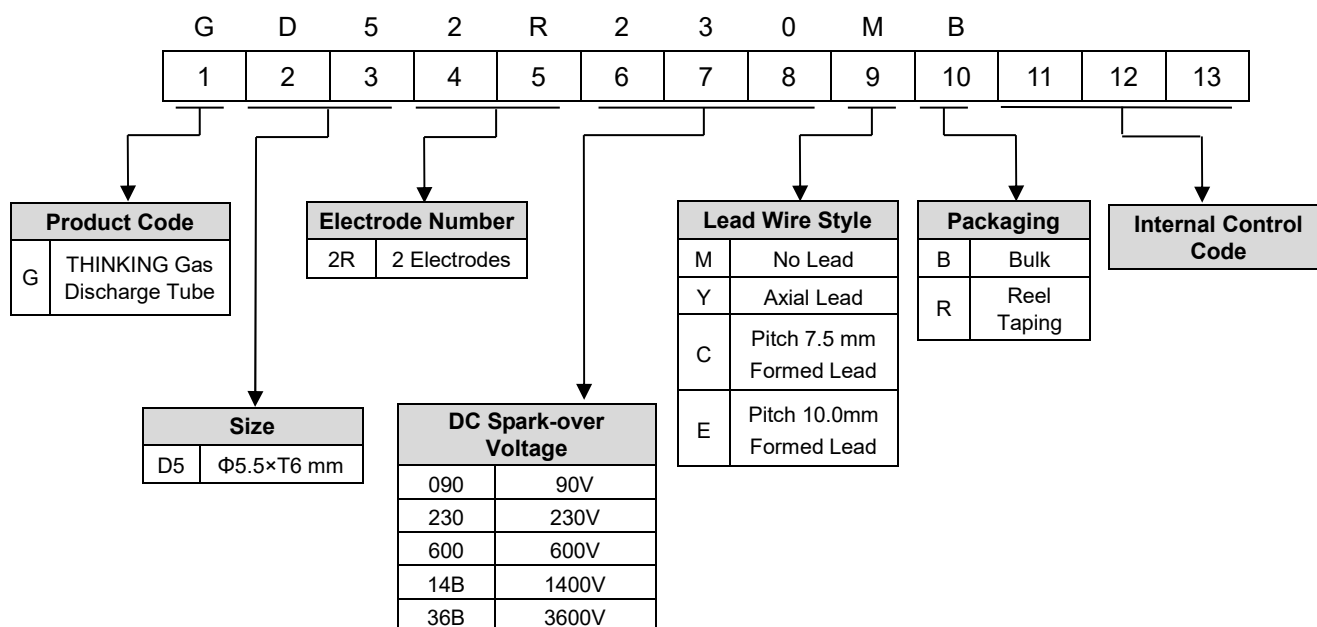 G D 5 2 R 2 3 0 M B
1 2 3 4 5 6 7 8 9 10 11 12 13
Product Code
G THINKING Gas
Discharge Tube
Electrode Number
2R 2 Electrodes
Lead Wire Style
M No Lead
Y Axial Lead
C Pitch 7.5 mm
Formed Lead
E Pitch 10.0mm
Formed Lead
Packaging
B Bulk
R Reel
Taping
Internal Control
Code
Size
D5 Φ5.5×T6 mm
DC Spark-over
Voltage
090 90V
230 230V
600 600V
14B 1400V
36B 3600V